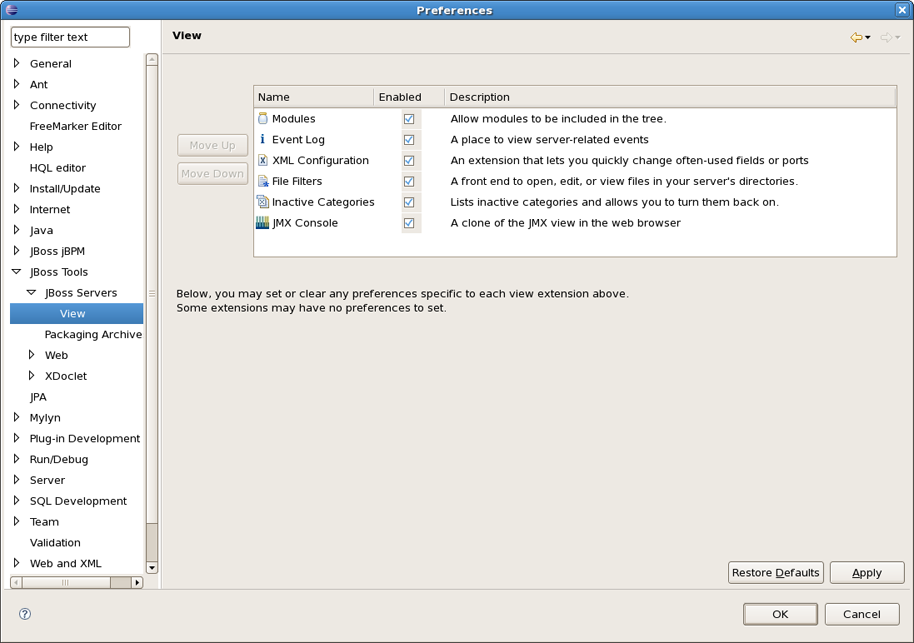 Preferences
type filter text
General
Ant
Connectivity
FreeMarker Editor
Help
HQL editor
Install/Update
Internet
Java
JBoss jBPM
JBoss Tools
JBoss Servers
View
Packaging Archive
Web
XDoclet
JPA
Mylyn
Plug-in Development
Run/Debug
Server
SQL Development
Team
Validation
Web and XML
View
Name Enabled Description
Modules Allow modules to be included in the tree.
Event Log A place to view server-related events
XML Configuration An extension that lets you quickly change often-used fields or ports
File Filters A front end to open, edit, or view files in your server's directories.
Inactive Categories Lists inactive categories and allows you to turn them back on.
JMX Console A clone of the JMX view in the web browser
Move Up
Move Down
Below, you may set or clear any preferences specific to each view extension above.
Some extensions may have no preferences to set.
Restore Defaults Apply
OK Cancel